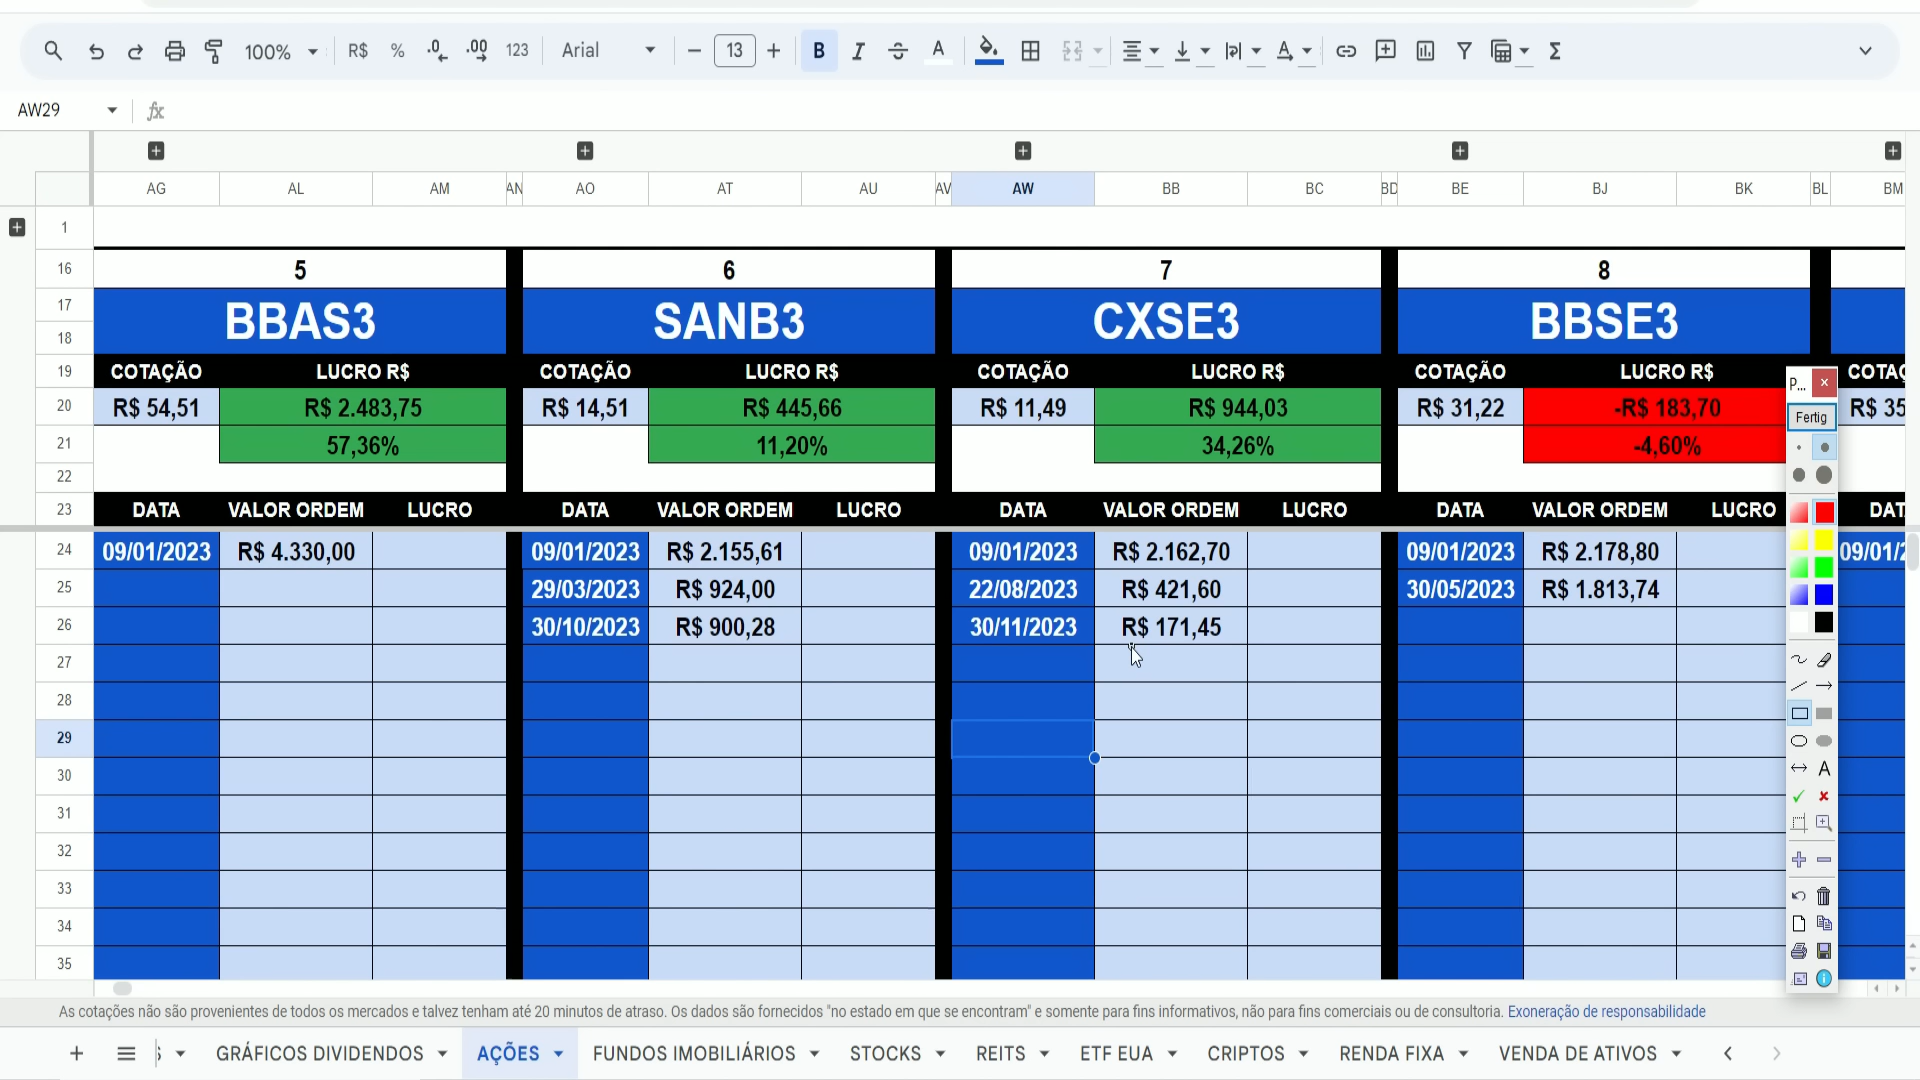 100% R$ % .0 .00 123 Arial 13 B I A
AW29 fx
AG AL AM AN AO AT AU AV AW BB BC BD BE BJ BK BL BM
1
16 5 6 7 8
17 BBAS3 SANB3 CXSE3 BBSE3
18
19 COTAÇÃO LUCRO R$ COTAÇÃO LUCRO R$ COTAÇÃO LUCRO R$ COTAÇÃO LUCRO R$ COTAÇ
20 R$ 54,51 R$ 2.483,75 R$ 14,51 R$ 445,66 R$ 11,49 R$ 944,03 R$ 31,22 -R$ 183,70 R$ 35
21 57,36% 11,20% 34,26% -4,60%
22
23 DATA VALOR ORDEM LUCRO DATA VALOR ORDEM LUCRO DATA VALOR ORDEM LUCRO DATA VALOR ORDEM LUCRO DAT
24 09/01/2023 R$ 4.330,00 09/01/2023 R$ 2.155,61 09/01/2023 R$ 2.162,70 09/01/2023 R$ 2.178,80 09/01/2
25 29/03/2023 R$ 924,00 22/08/2023 R$ 421,60 30/05/2023 R$ 1.813,74
26 30/10/2023 R$ 900,28 30/11/2023 R$ 171,45
27
28
29
30
31
32
33
34
35
P...
Fertig
A
As cotações não são provenientes de todos os mercados e talvez tenham até 20 minutos de atraso. Os dados são fornecidos "no estado em que se encontram" e somente para fins informativos, não para fins comerciais ou de consultoria. Exoneração de responsabilidade
GRÁFICOS DIVIDENDOS AÇÕES FUNDOS IMOBILIÁRIOS STOCKS REITS ETF EUA CRIPTOS RENDA FIXA VENDA DE ATIVOS